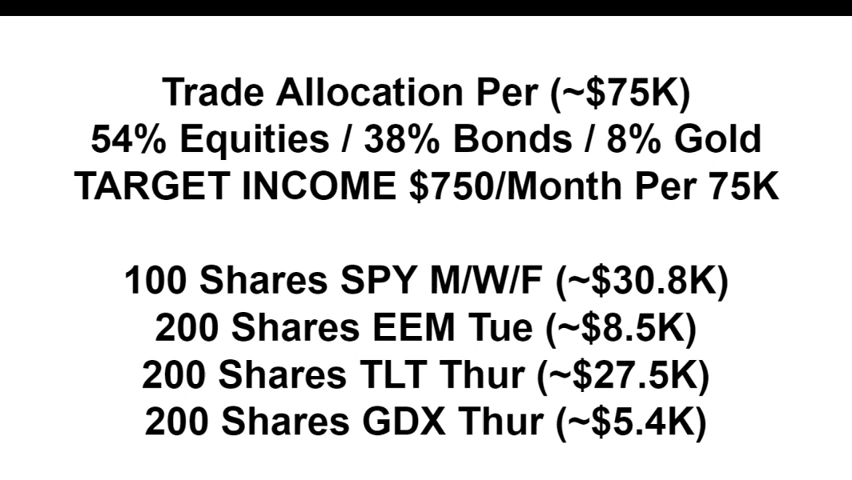 Trade Allocation Per (~$75K)
54% Equities / 38% Bonds / 8% Gold
TARGET INCOME $750/Month Per 75K
100 Shares SPY M/W/F (~$30.8K)
200 Shares EEM Tue (~$8.5K)
200 Shares TLT Thur (~$27.5K)
200 Shares GDX Thur (~$5.4K)